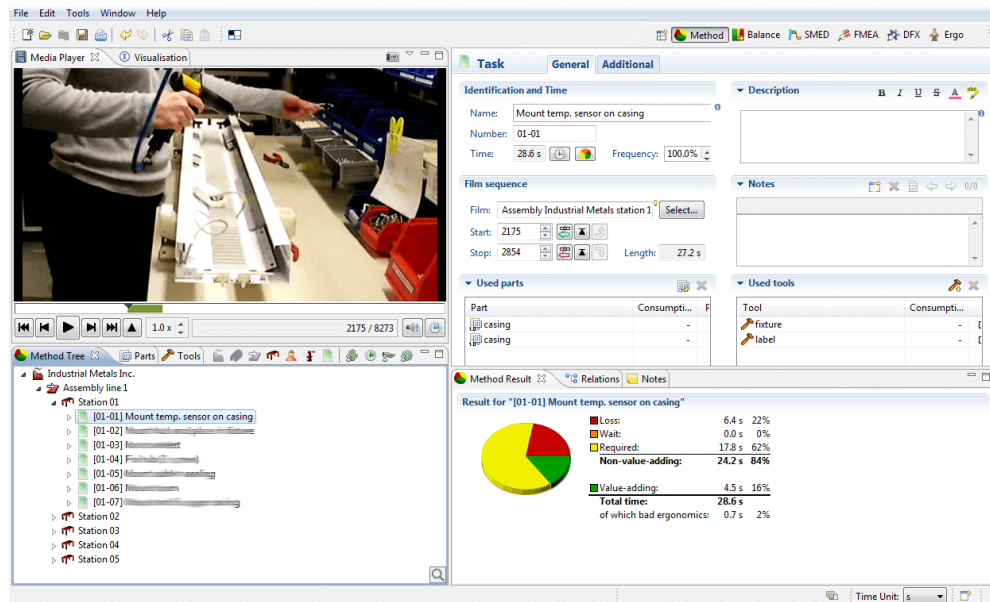 File Edit Tools Window Help
Method Balance SMED FMEA DFX Ergo
Media Player Visualisation
1.0 x 2175 / 8273
Method Tree Parts Tools
Industrial Metals Inc.
Assembly line 1
Station 01
[01-01] Mount temp. sensor on casing
[01-02]
[01-03]
[01-04]
[01-05]
[01-06]
[01-07]
Station 02
Station 03
Station 04
Station 05
Task General Additional
Identification and Time
Name: Mount temp. sensor on casing
Number: 01-01
Time: 28.6 s Frequency: 100.0%
Film sequence
Film: Assembly Industrial Metals station 1 Select...
Start: 2175
Stop: 2854 Length: 27.2 s
Used parts
Part Consumpti... F
casing -
casing -
Description B I U S A
Notes 0/0
Used tools
Tool Consumpti...
fixture -
label -
Method Result Relations Notes
Result for "[01-01] Mount temp. sensor on casing"
Loss: 6.4 s 22%
Wait: 0.0 s 0%
Required: 17.8 s 62%
Non-value-adding: 24.2 s 84%
Value-adding: 4.5 s 16%
Total time: 28.6 s
of which bad ergonomics: 0.7 s 2%
Time Unit: s